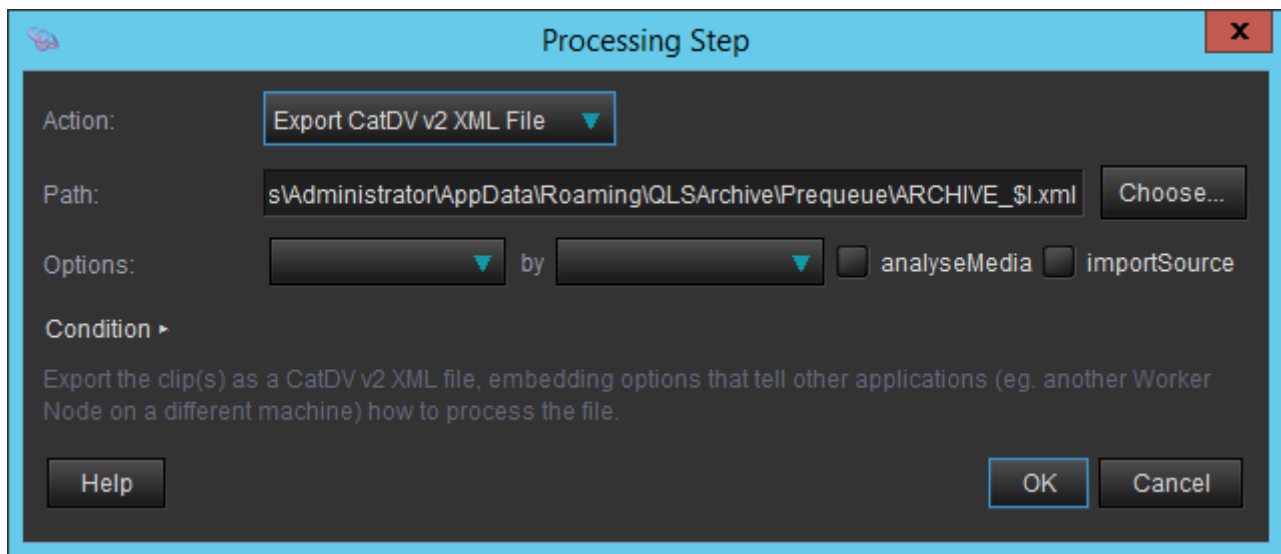 Processing Step
x
Action:
Export CatDV v2 XML File
Path:
s\Administrator\AppData\Roaming\QLSArchive\Prequeue\ARCHIVE_$I.xml
Choose...
Options:
by
analyseMedia
importSource
Condition
Export the clip(s) as a CatDV v2 XML file, embedding options that tell other applications (eg. another Worker
Node on a different machine) how to process the file.
Help
OK
Cancel